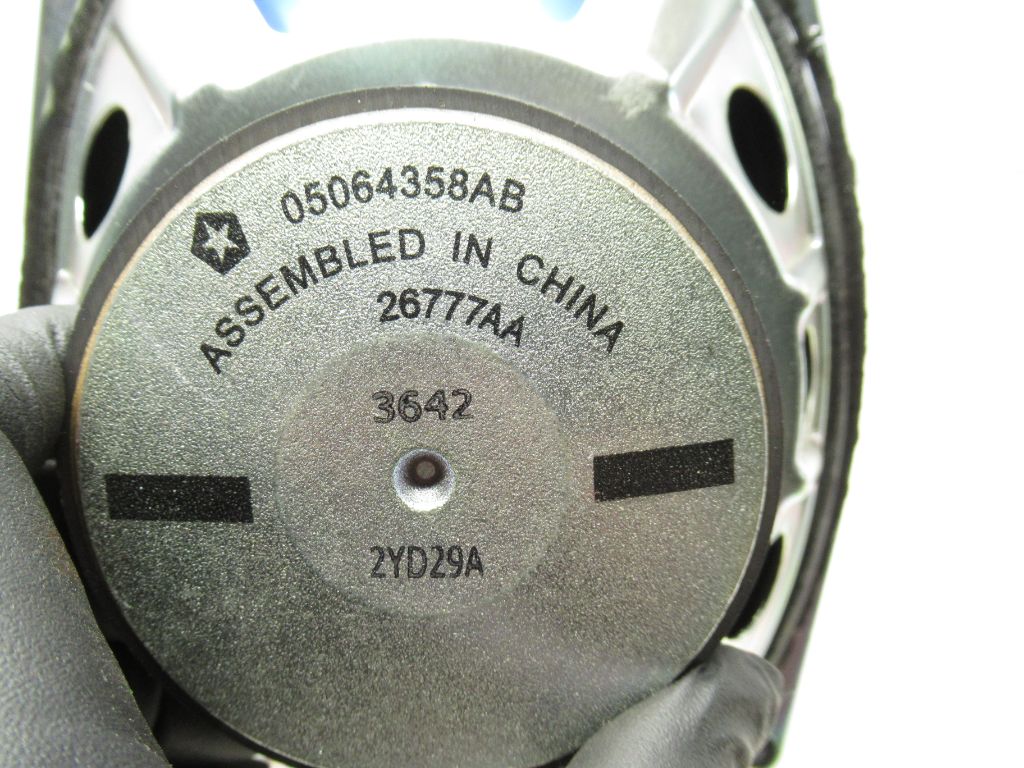 05064358AB
ASSEMBLED IN CHINA
26777AA
3642
2YD29A